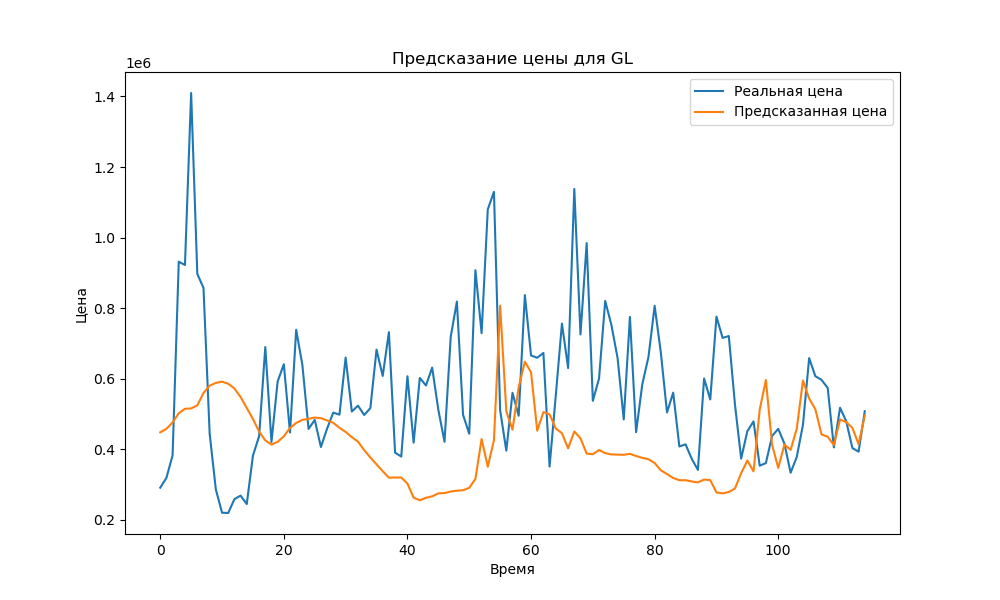 Предсказание цены для GL
1e6
Реальная цена
Предсказанная цена
1.4
1.2
1.0
0.8
0.6
0.4
0.2
Цена
0 20 40 60 80 100
Время